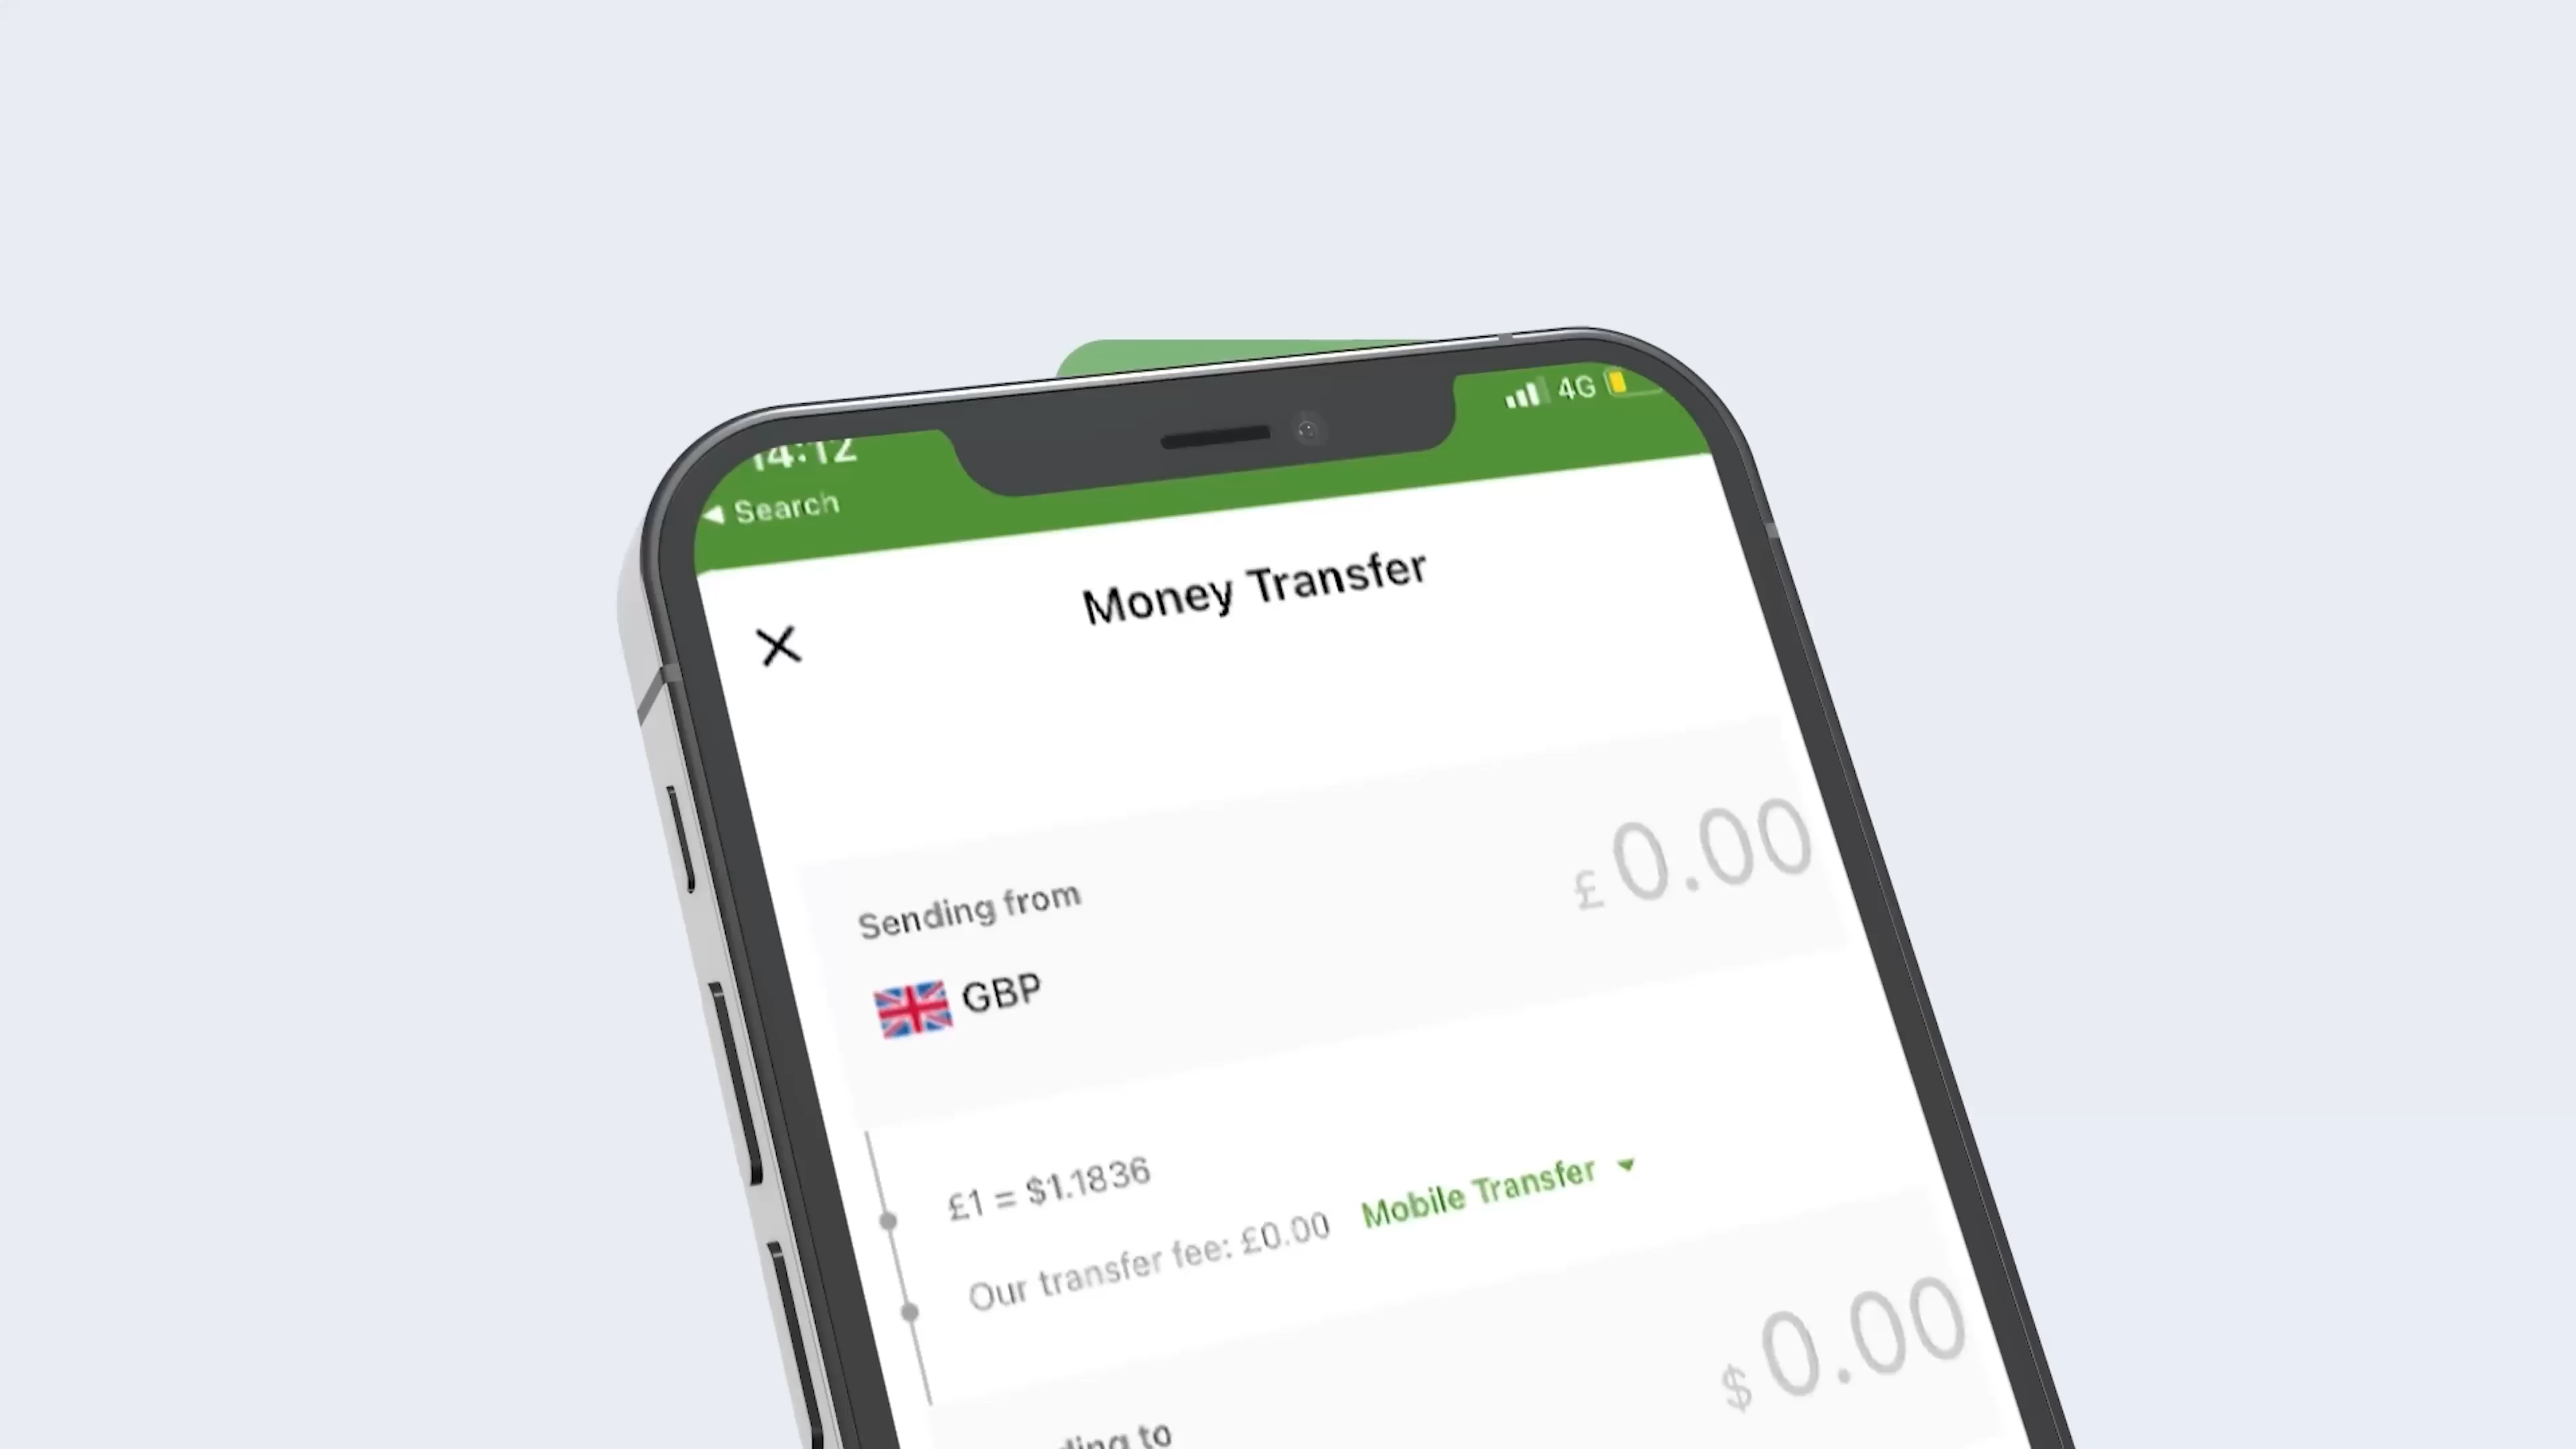 14:12
4G
Search
Money Transfer
Sending from
£ 0.00
GBP
£1 = $1.1836
Our transfer fee: £0.00 Mobile Transfer
$ 0.00
to